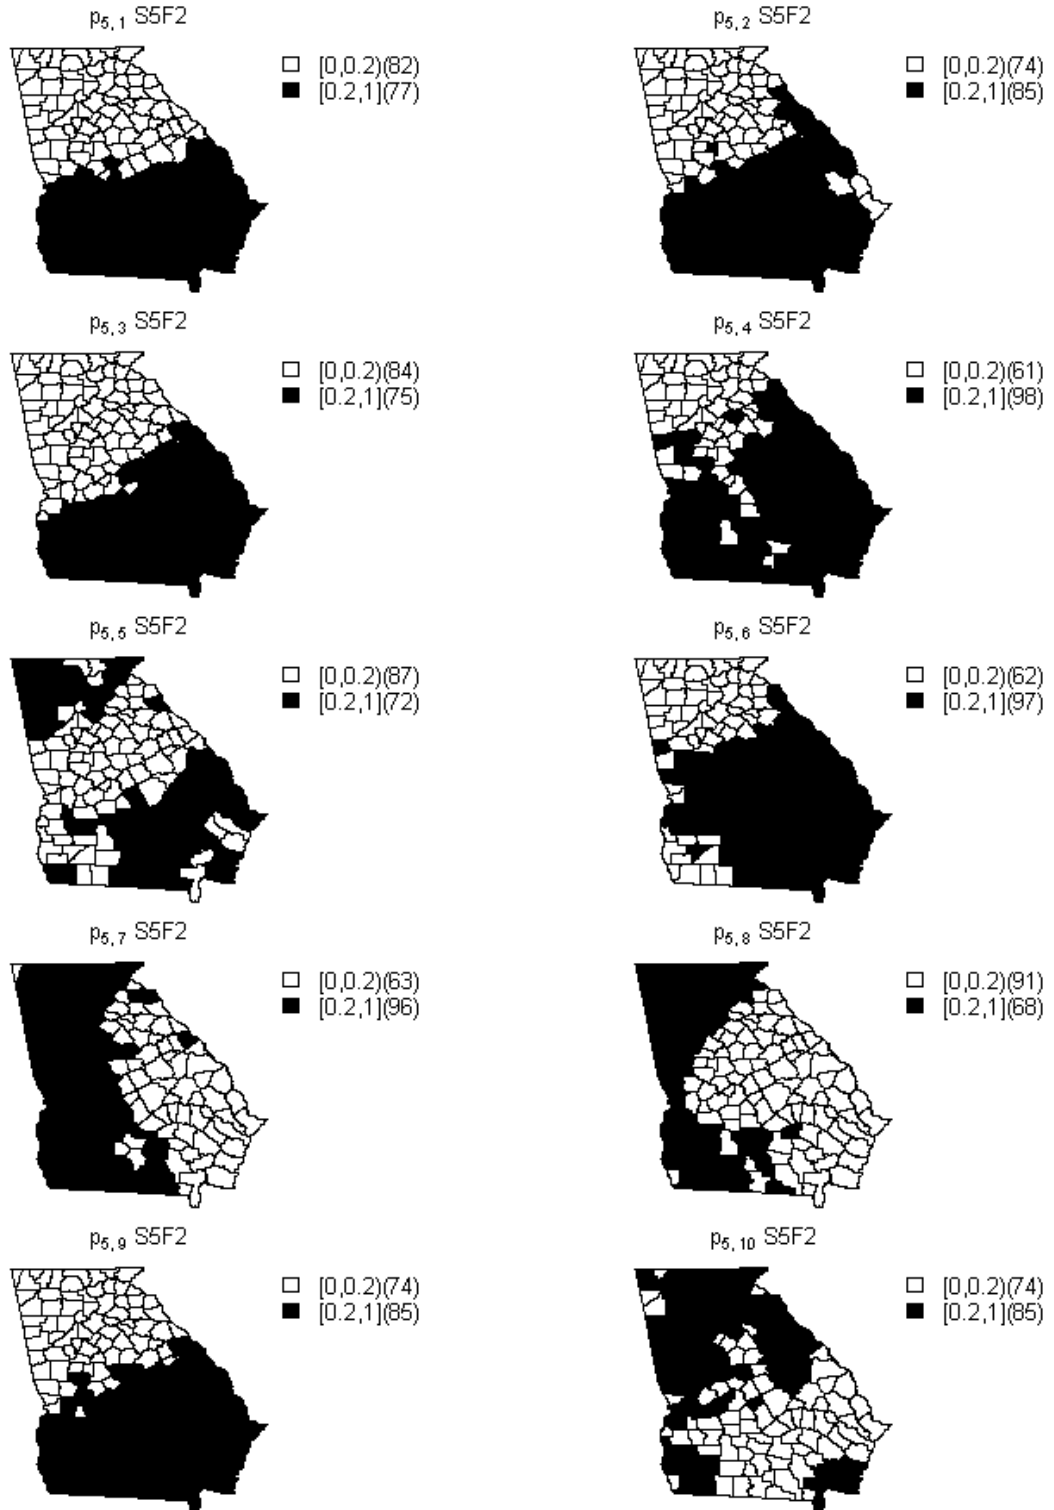 p5, 1 S5F2
[0,0.2)(82)
[0.2,1](77)
p5, 2 S5F2
[0,0.2)(74)
[0.2,1](85)
p5, 3 S5F2
[0,0.2)(84)
[0.2,1](75)
p5, 4 S5F2
[0,0.2)(61)
[0.2,1](98)
p5, 5 S5F2
[0,0.2)(87)
[0.2,1](72)
p5, 6 S5F2
[0,0.2)(62)
[0.2,1](97)
p5, 7 S5F2
[0,0.2)(63)
[0.2,1](96)
p5, 8 S5F2
[0,0.2)(91)
[0.2,1](68)
p5, 9 S5F2
[0,0.2)(74)
[0.2,1](85)
p5, 10 S5F2
[0,0.2)(74)
[0.2,1](85)